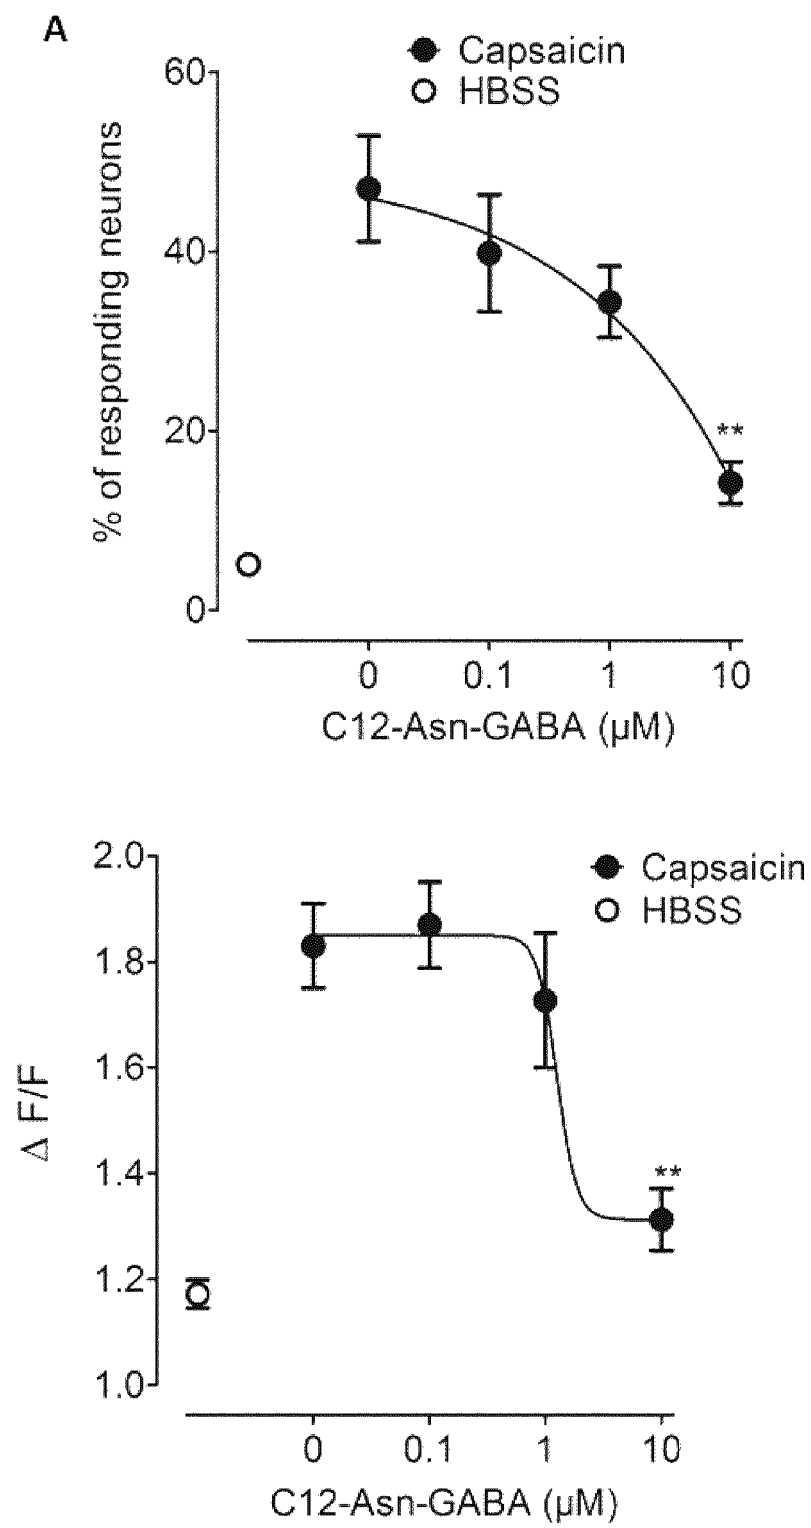 A
Capsaicin
HBSS
60
40
20
0
% of responding neurons
**
0 0.1 1 10
C12-Asn-GABA (µM)
Capsaicin
HBSS
2.0
1.8
1.6
1.4
1.2
1.0
Δ F/F
**
0 0.1 1 10
C12-Asn-GABA (µM)